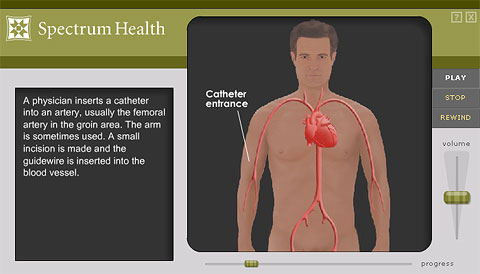 Spectrum Health
? X
Catheter
entrance
PLAY
STOP
REWIND
A physician inserts a catheter
into an artery, usually the femoral
artery in the groin area. The arm
is sometimes used. A small
incision is made and the
guidewire is inserted into the
blood vessel.
volume
progress